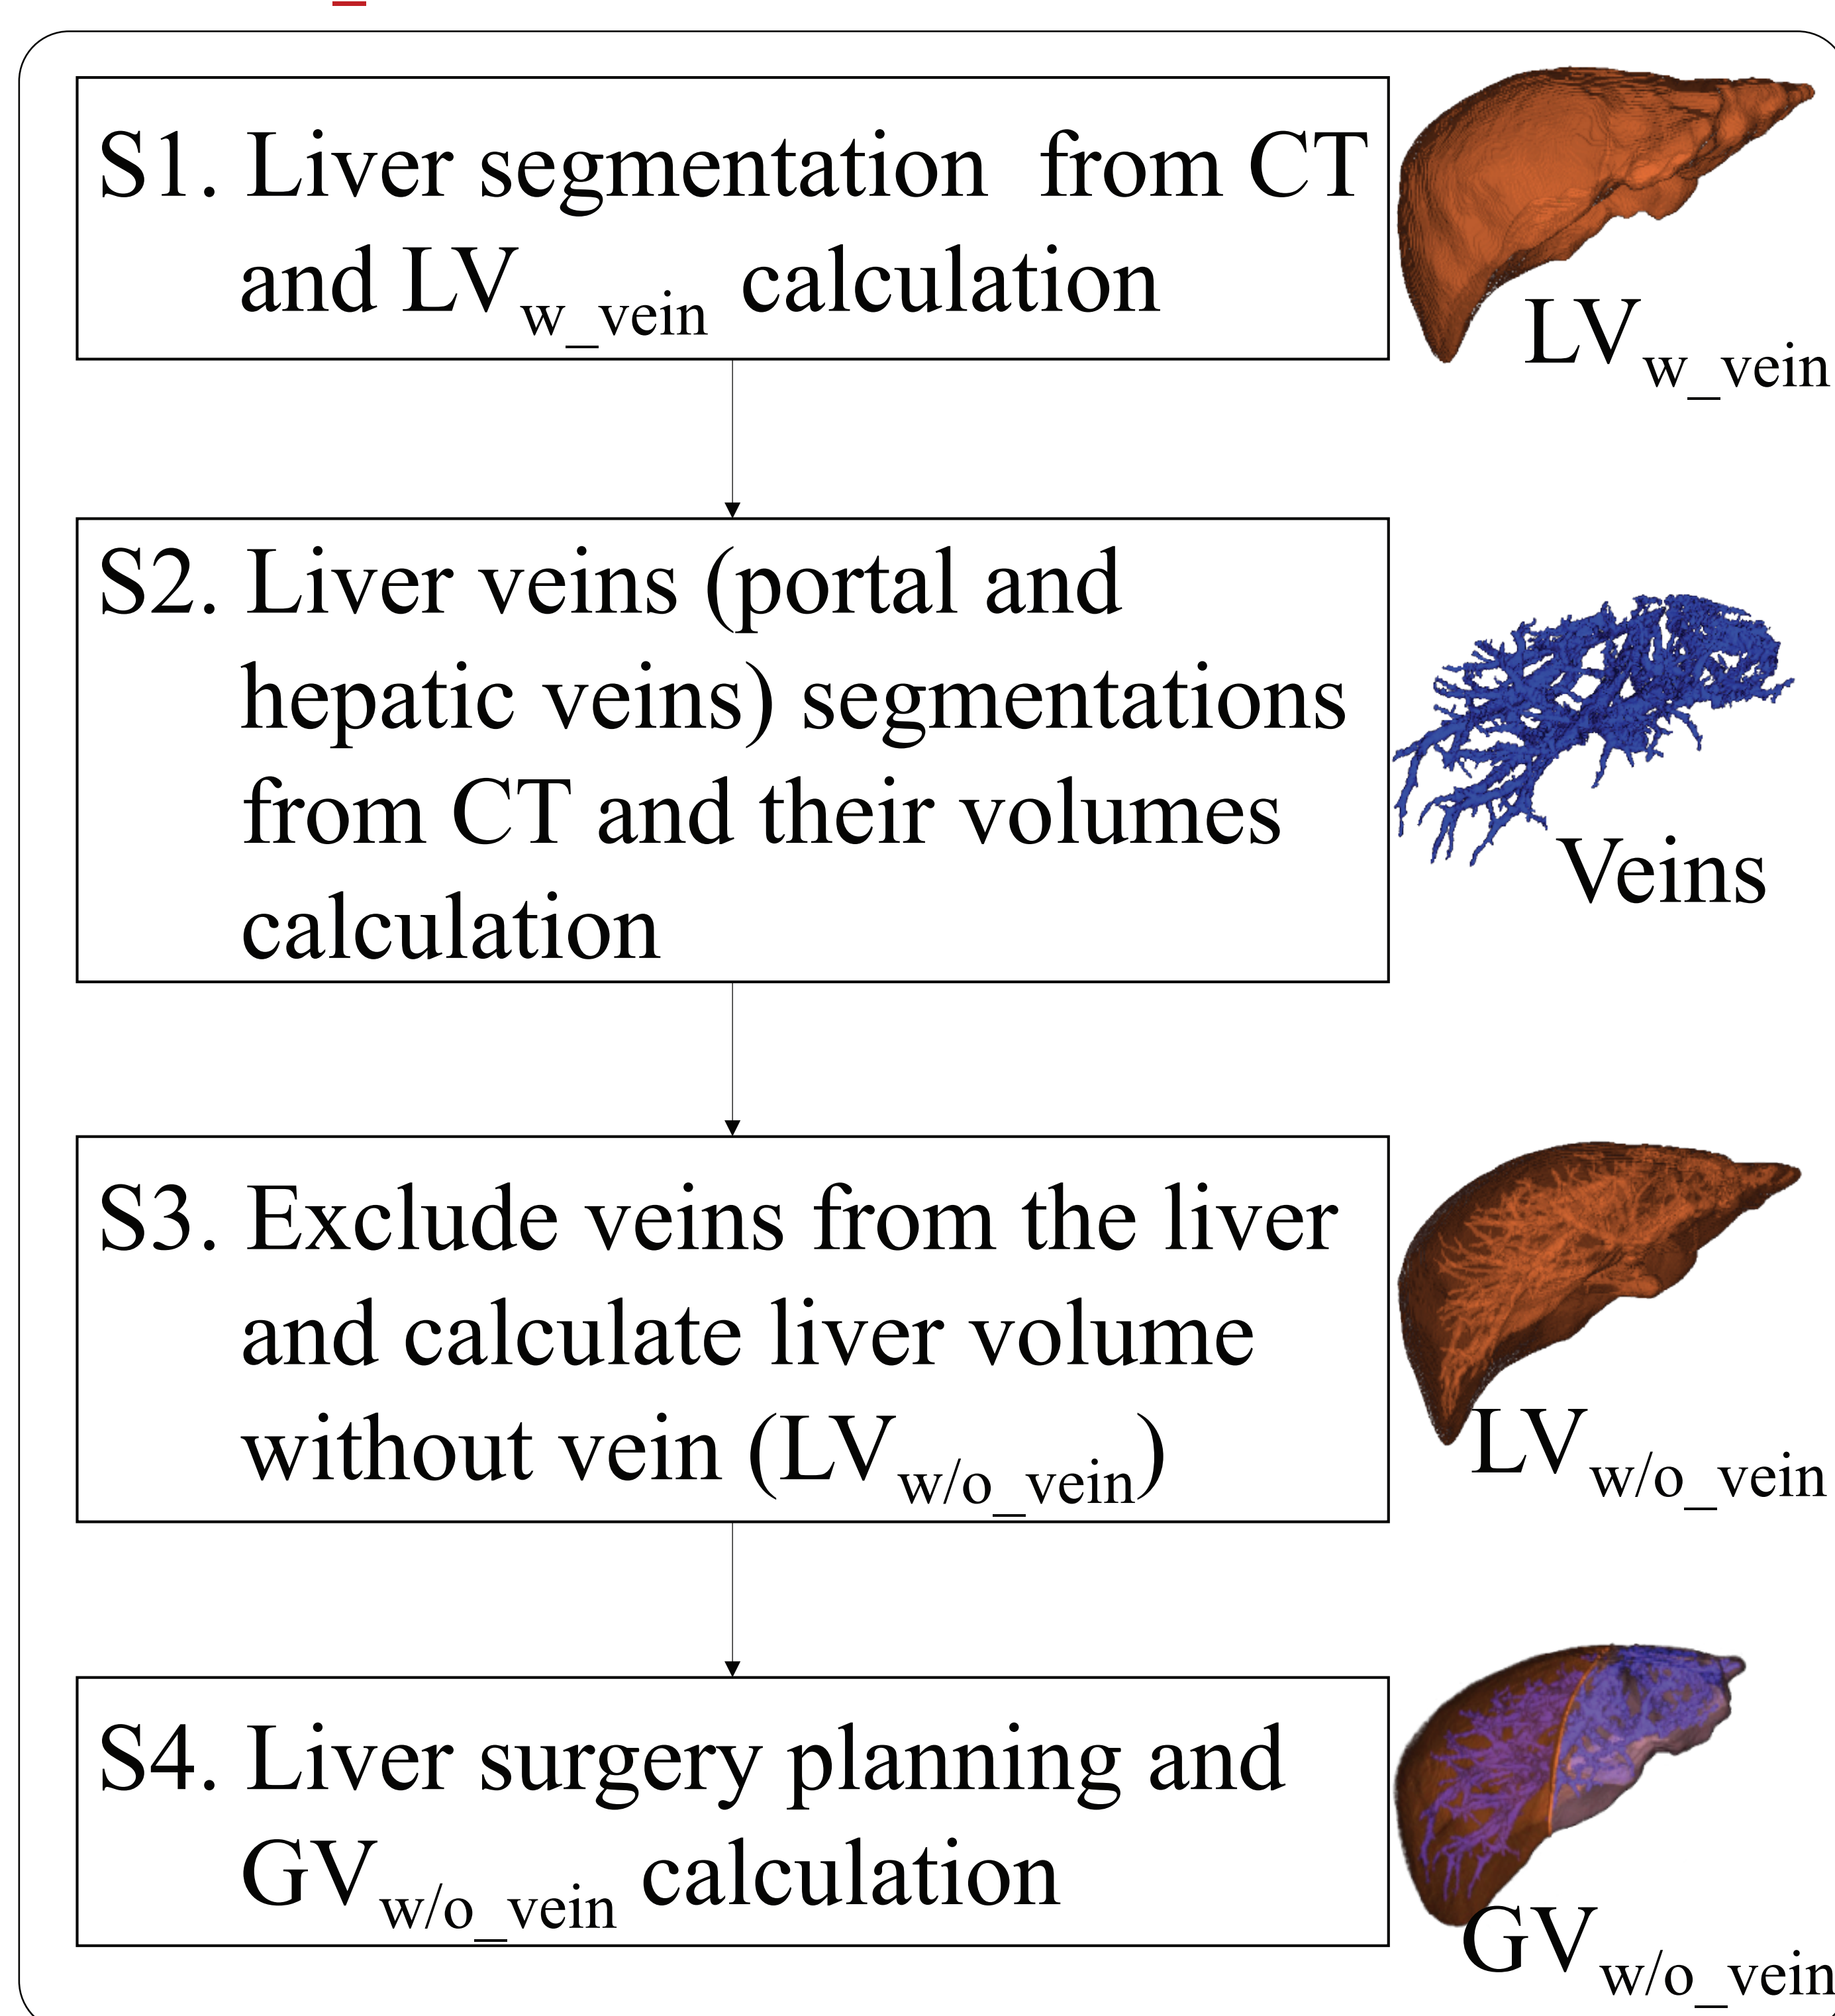 S1. Liver segmentation from CT
and LVw_vein calculation
LVw_vein
S2. Liver veins (portal and
hepatic veins) segmentations
from CT and their volumes
calculation
Veins
S3. Exclude veins from the liver
and calculate liver volume
without vein (LVw/o_vein)
LVw/o_vein
S4. Liver surgery planning and
GVw/o_vein calculation
GVw/o_vein